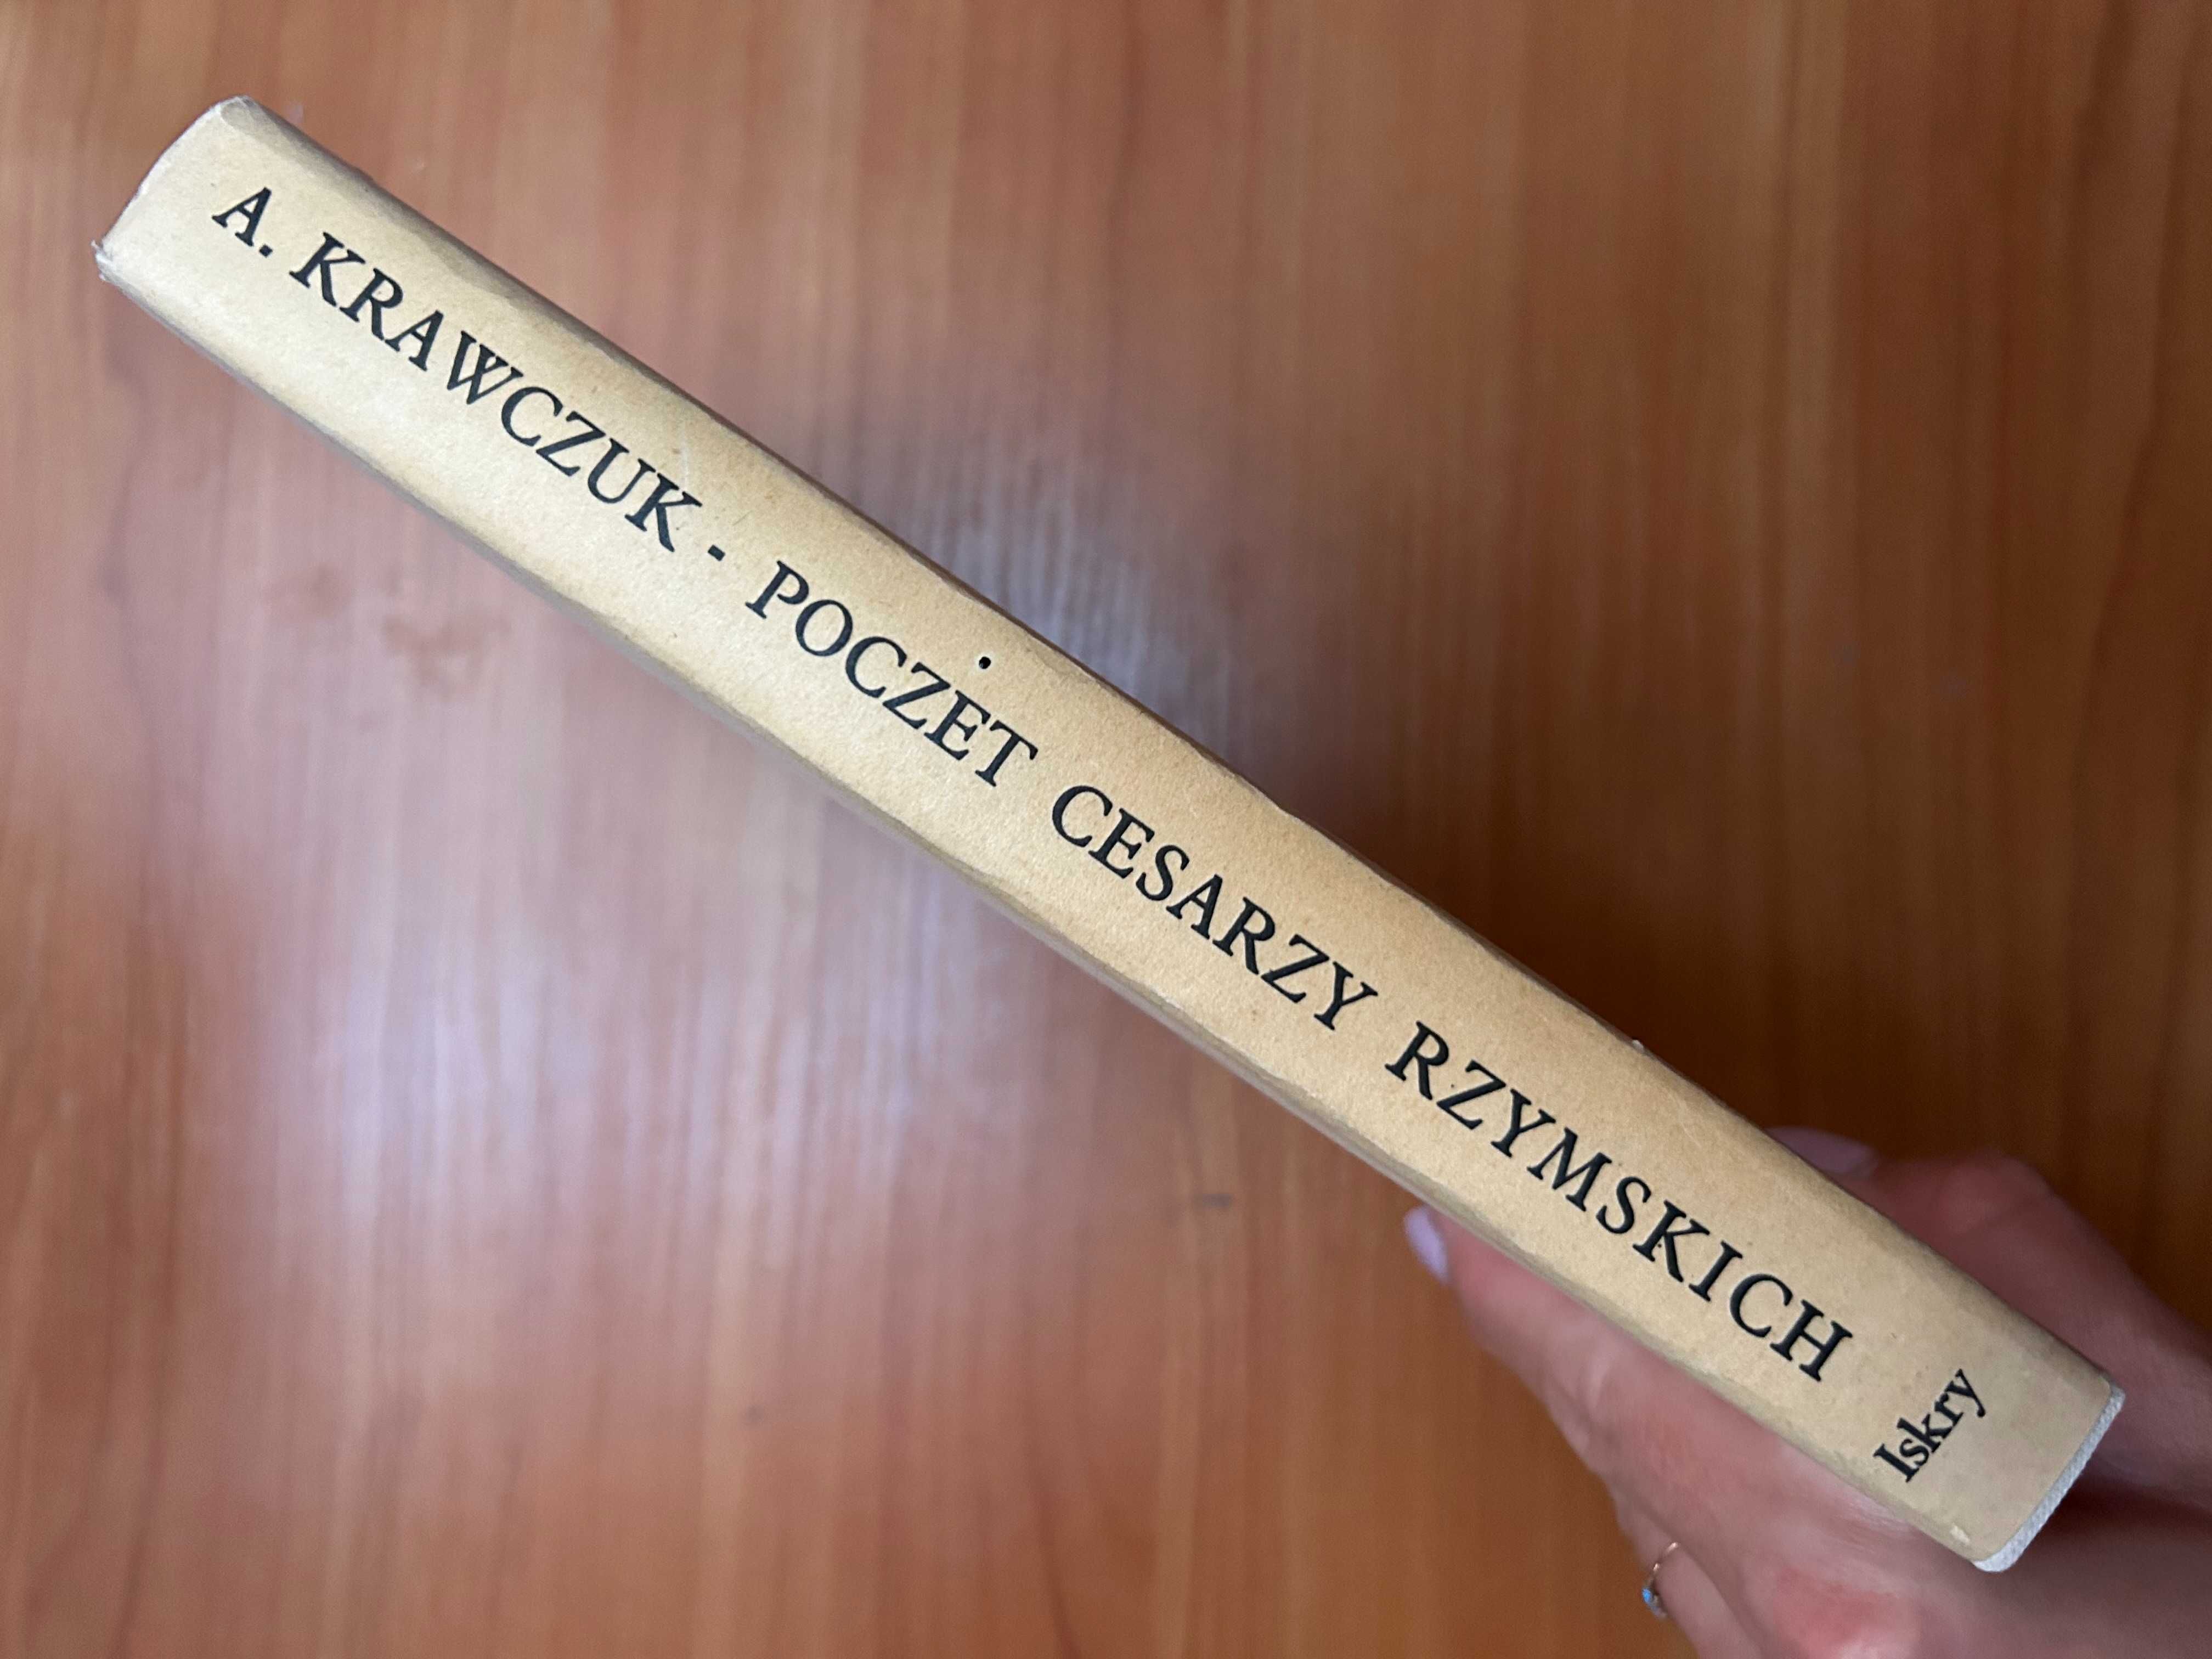 A. KRAWCZUK · POCZET CESARZY RZYMSKICH
Iskry